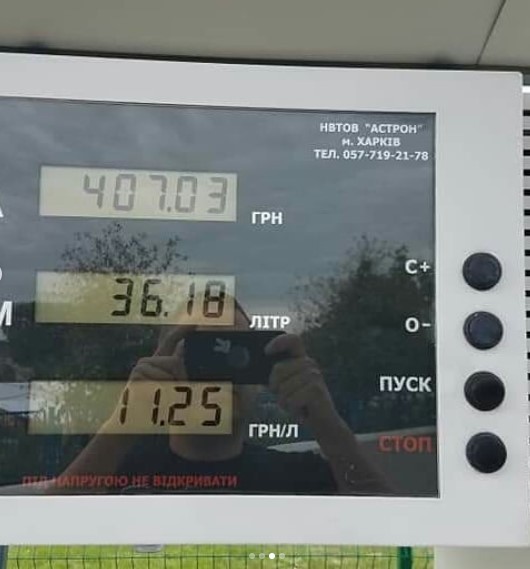 НВТОВ "АСТРОН"
м. ХАРКІВ
ТЕЛ. 057-719-21-78
407.03 ГРН
С+
36.18 ЛІТР
О-
ПУСК
11.25 ГРН/Л
СТОП
ПІД НАПРУГОЮ НЕ ВІДКРИВАТИ